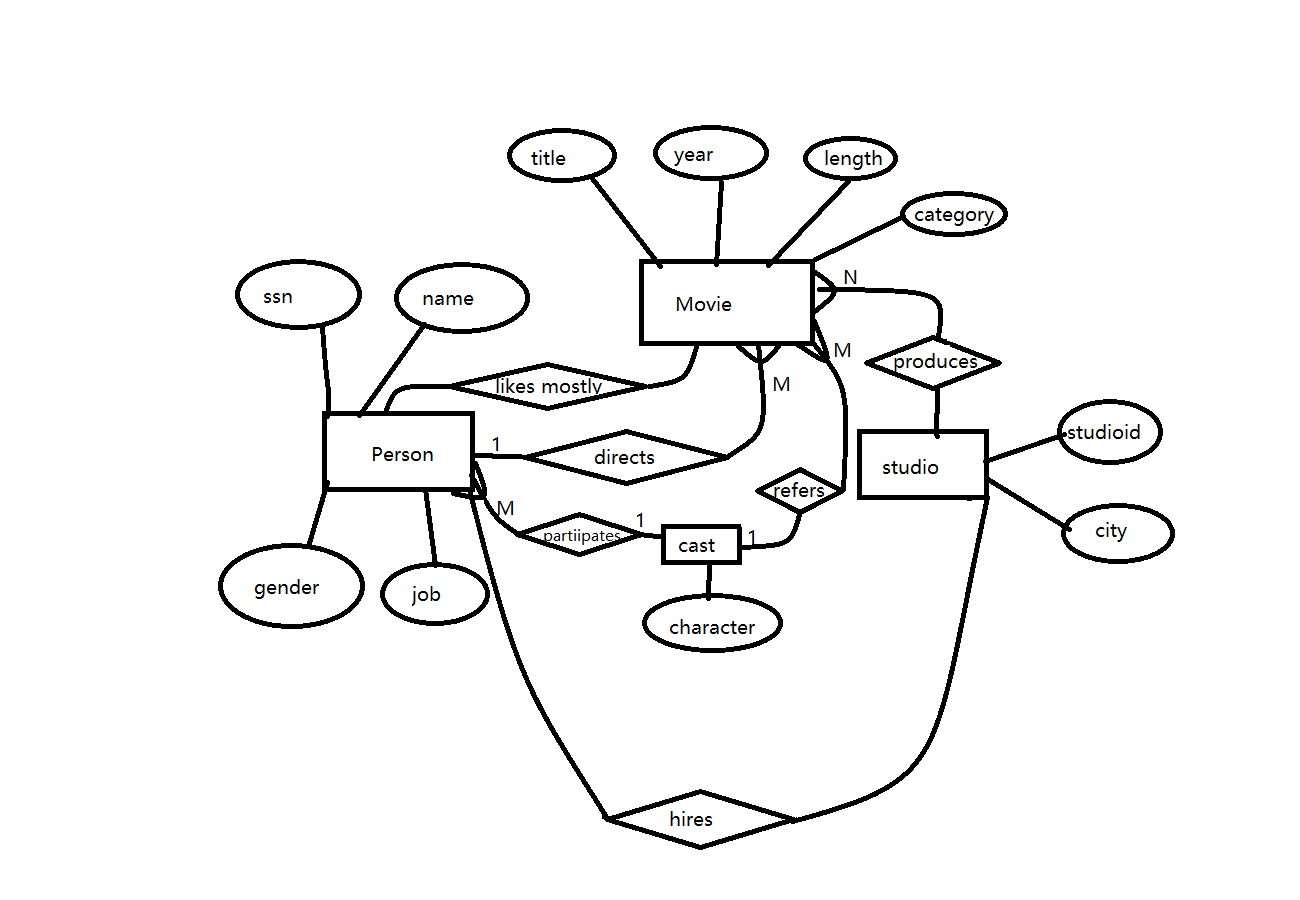 title
year
length
category
ssn
name
Movie
N
M
produces
likes mostly
M
Person
1
directs
studio
studioid
refers
M
partiipates
1
cast
1
city
gender
job
character
hires